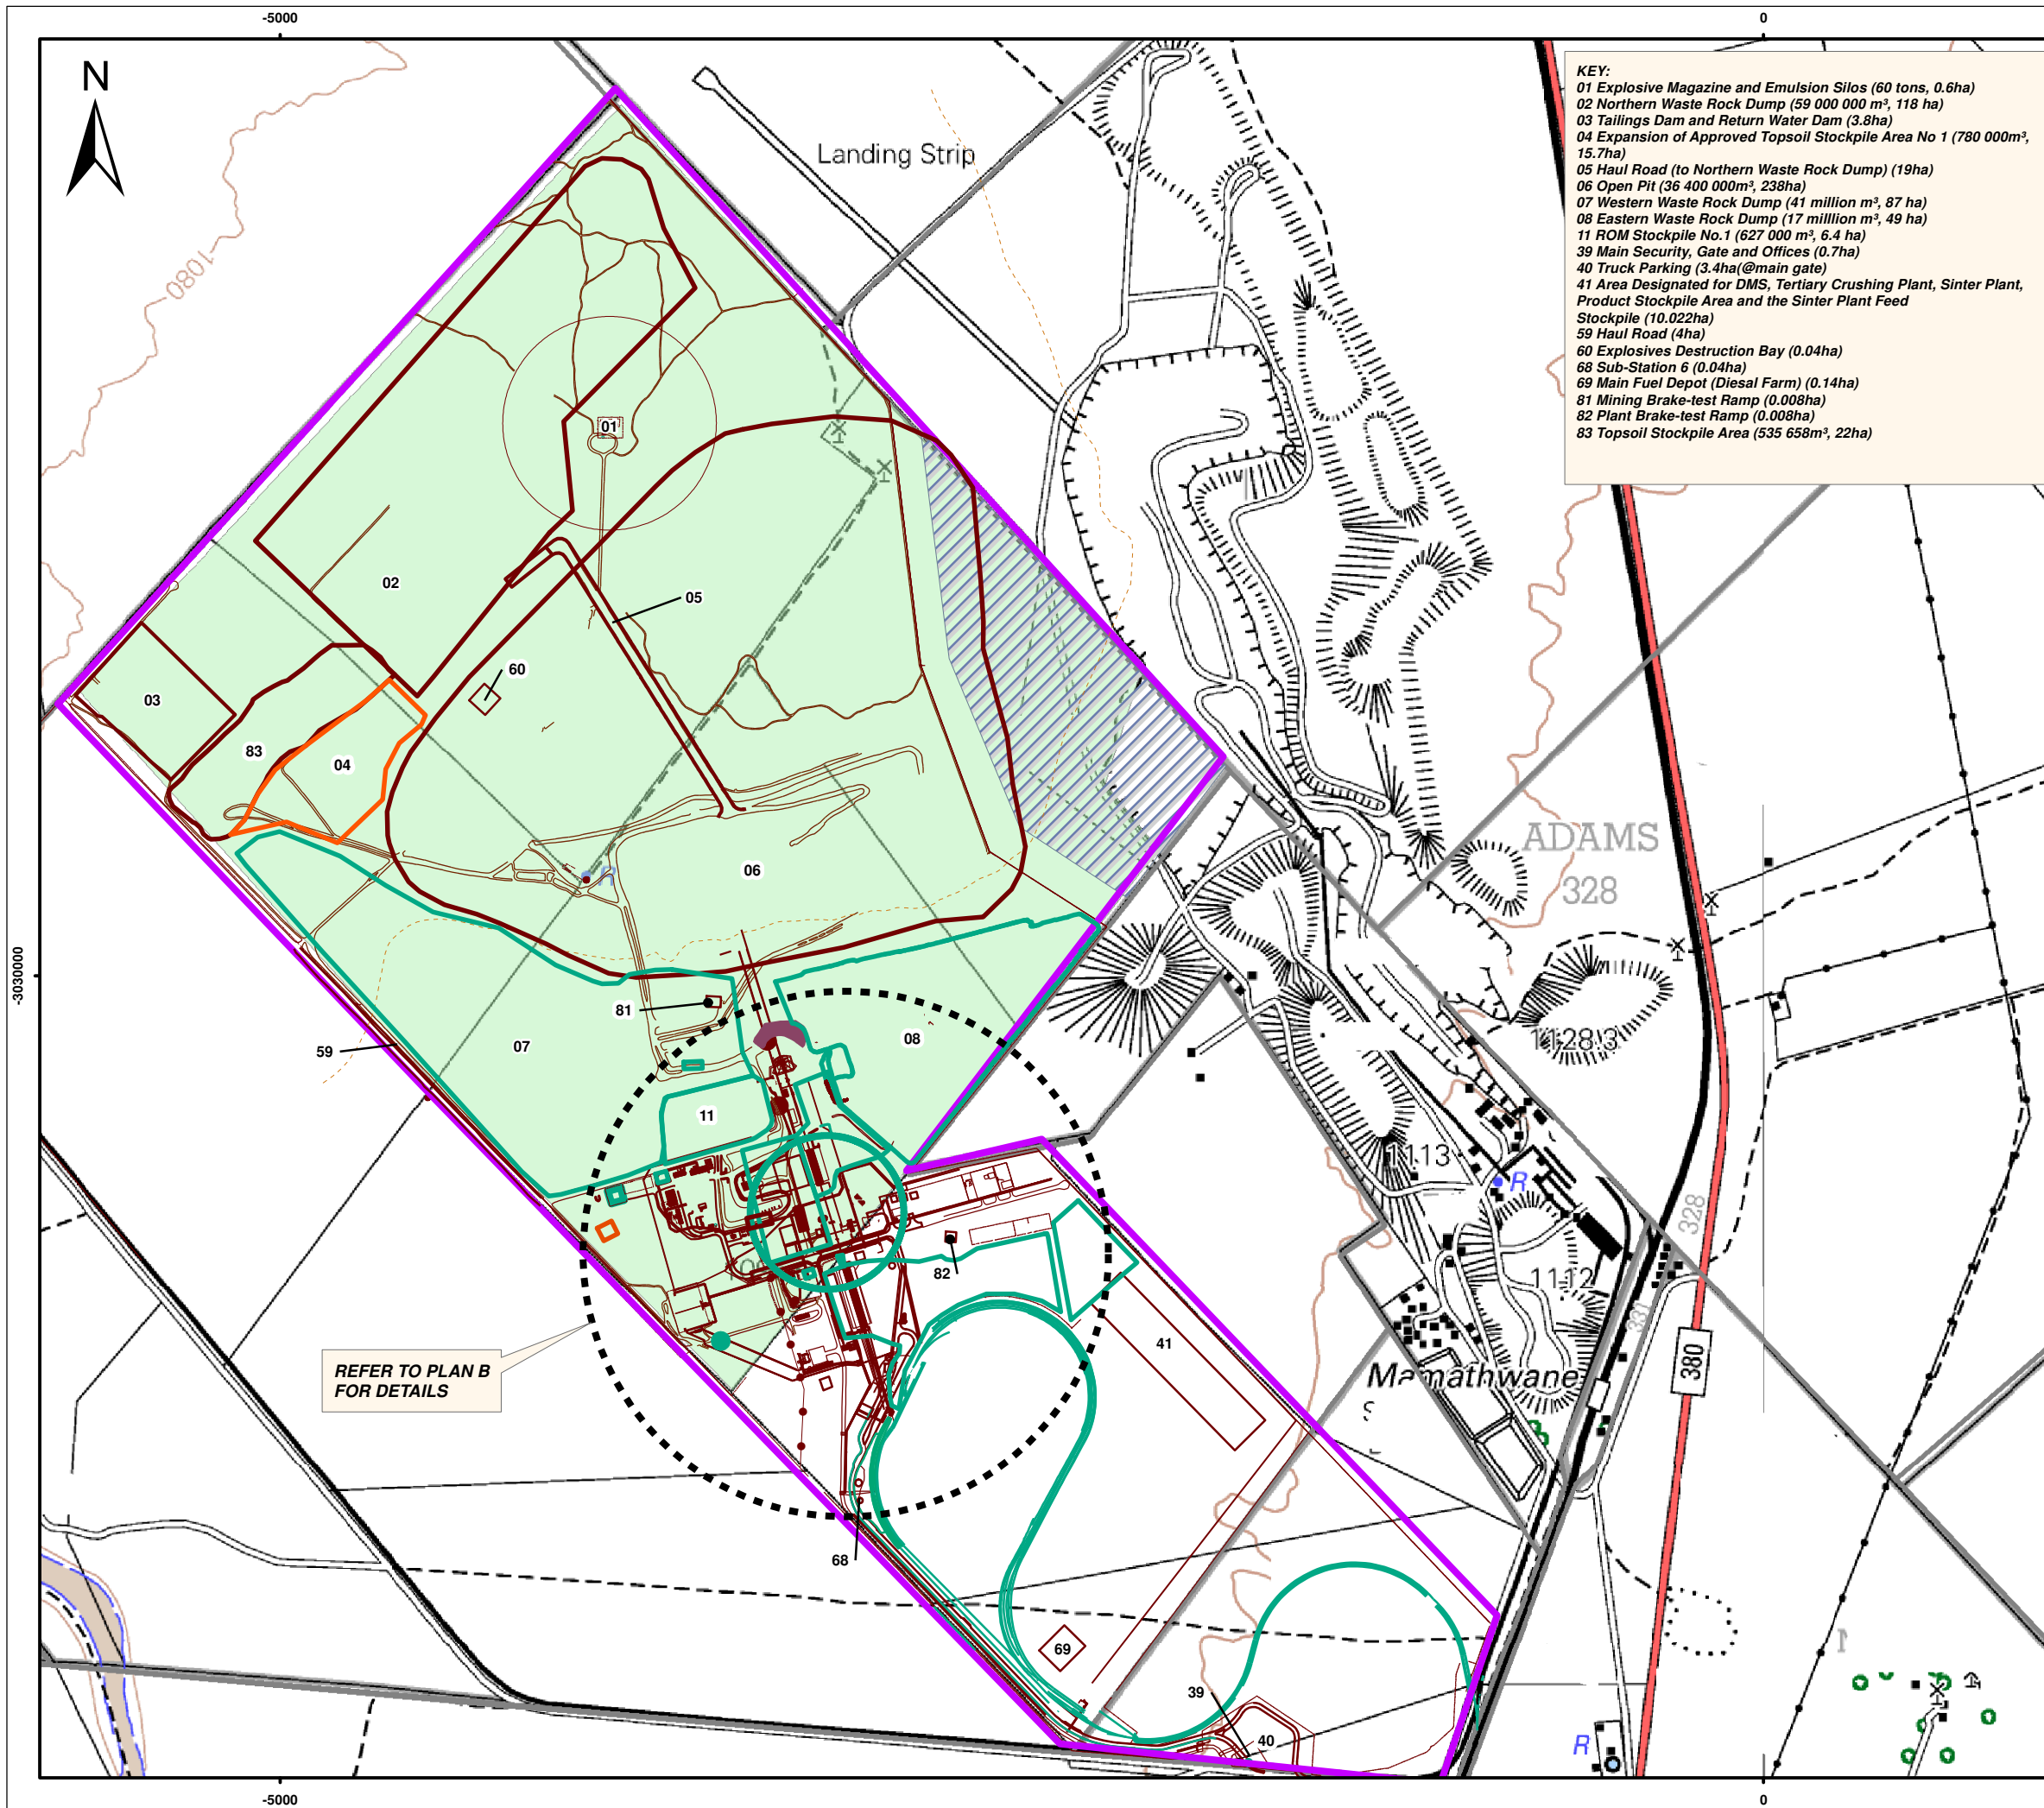 -5000
0
N
KEY:
01 Explosive Magazine and Emulsion Silos (60 tons, 0.6ha)
02 Northern Waste Rock Dump (59 000 000 m³, 118 ha)
03 Tailings Dam and Return Water Dam (3.8ha)
04 Expansion of Approved Topsoil Stockpile Area No 1 (780 000m³,
15.7ha)
05 Haul Road (to Northern Waste Rock Dump) (19ha)
06 Open Pit (36 400 000m³, 238ha)
07 Western Waste Rock Dump (41 million m³, 87 ha)
08 Eastern Waste Rock Dump (17 milllion m³, 49 ha)
11 ROM Stockpile No.1 (627 000 m³, 6.4 ha)
39 Main Security, Gate and Offices (0.7ha)
40 Truck Parking (3.4ha(@main gate)
41 Area Designated for DMS, Tertiary Crushing Plant, Sinter Plant,
Product Stockpile Area and the Sinter Plant Feed
Stockpile (10.022ha)
59 Haul Road (4ha)
60 Explosives Destruction Bay (0.04ha)
68 Sub-Station 6 (0.04ha)
69 Main Fuel Depot (Diesal Farm) (0.14ha)
81 Mining Brake-test Ramp (0.008ha)
82 Plant Brake-test Ramp (0.008ha)
83 Topsoil Stockpile Area (535 658m³, 22ha)
Landing Strip
1080
01
02
05
60
03
83
04
ADAMS
328
06
R
-3030000
81
08
07
59
1128.3
11
1113
R
328
82
1112
331
41
380
REFER TO PLAN B
FOR DETAILS
Mamathwane
68
69
39
40
R
-5000
0